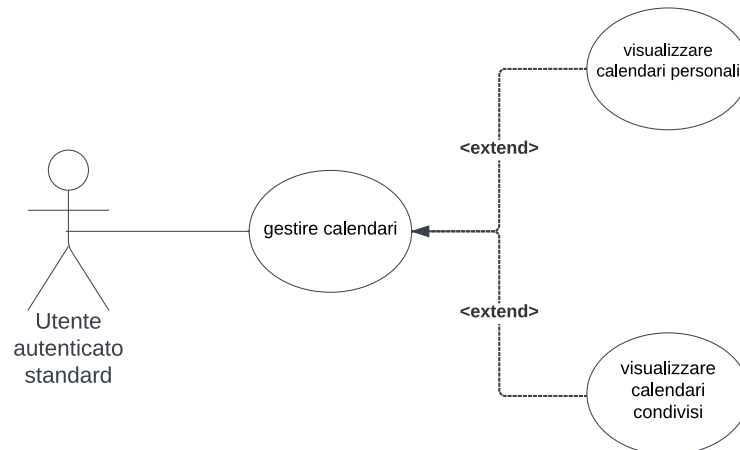 visualizzare
calendari personali
<extend>
gestire calendari
<extend>
Utente
autenticato
standard
visualizzare
calendari
condivisi